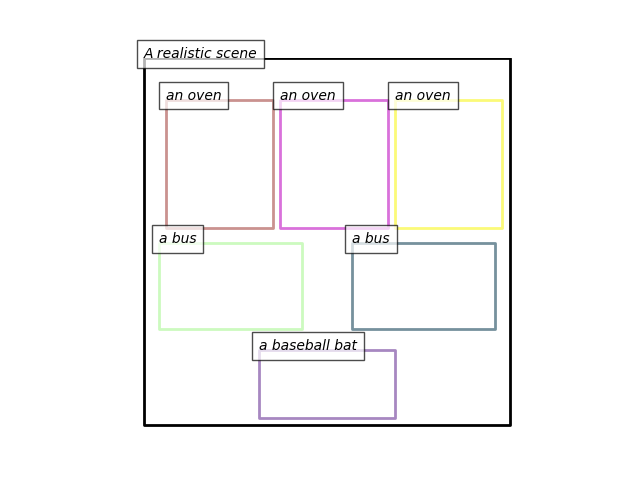 A realistic scene
an oven
an oven
an oven
a bus
a bus
a baseball bat